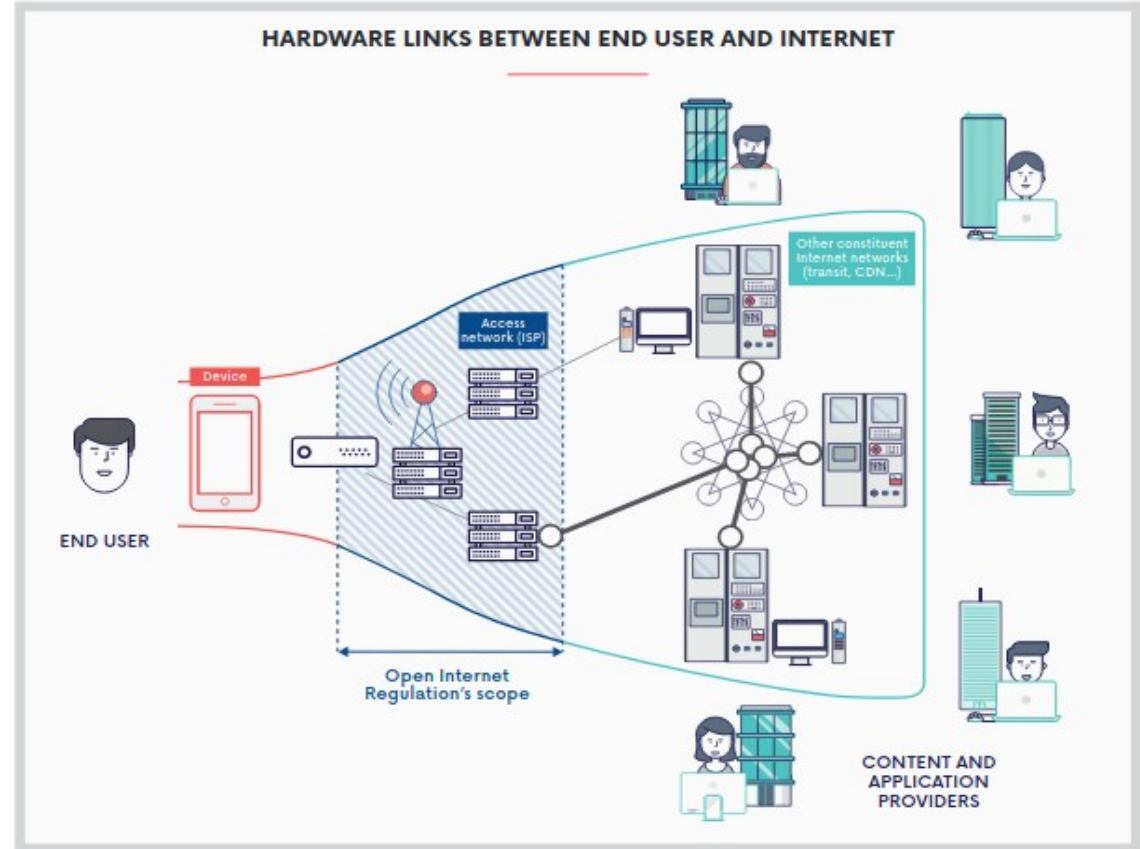 HARDWARE LINKS BETWEEN END USER AND INTERNET
Other constituent
Internet networks
(transit, CDN...)
Access
network (ISP)
Device
END USER
Open Internet
Regulation's scope
CONTENT AND
APPLICATION
PROVIDERS